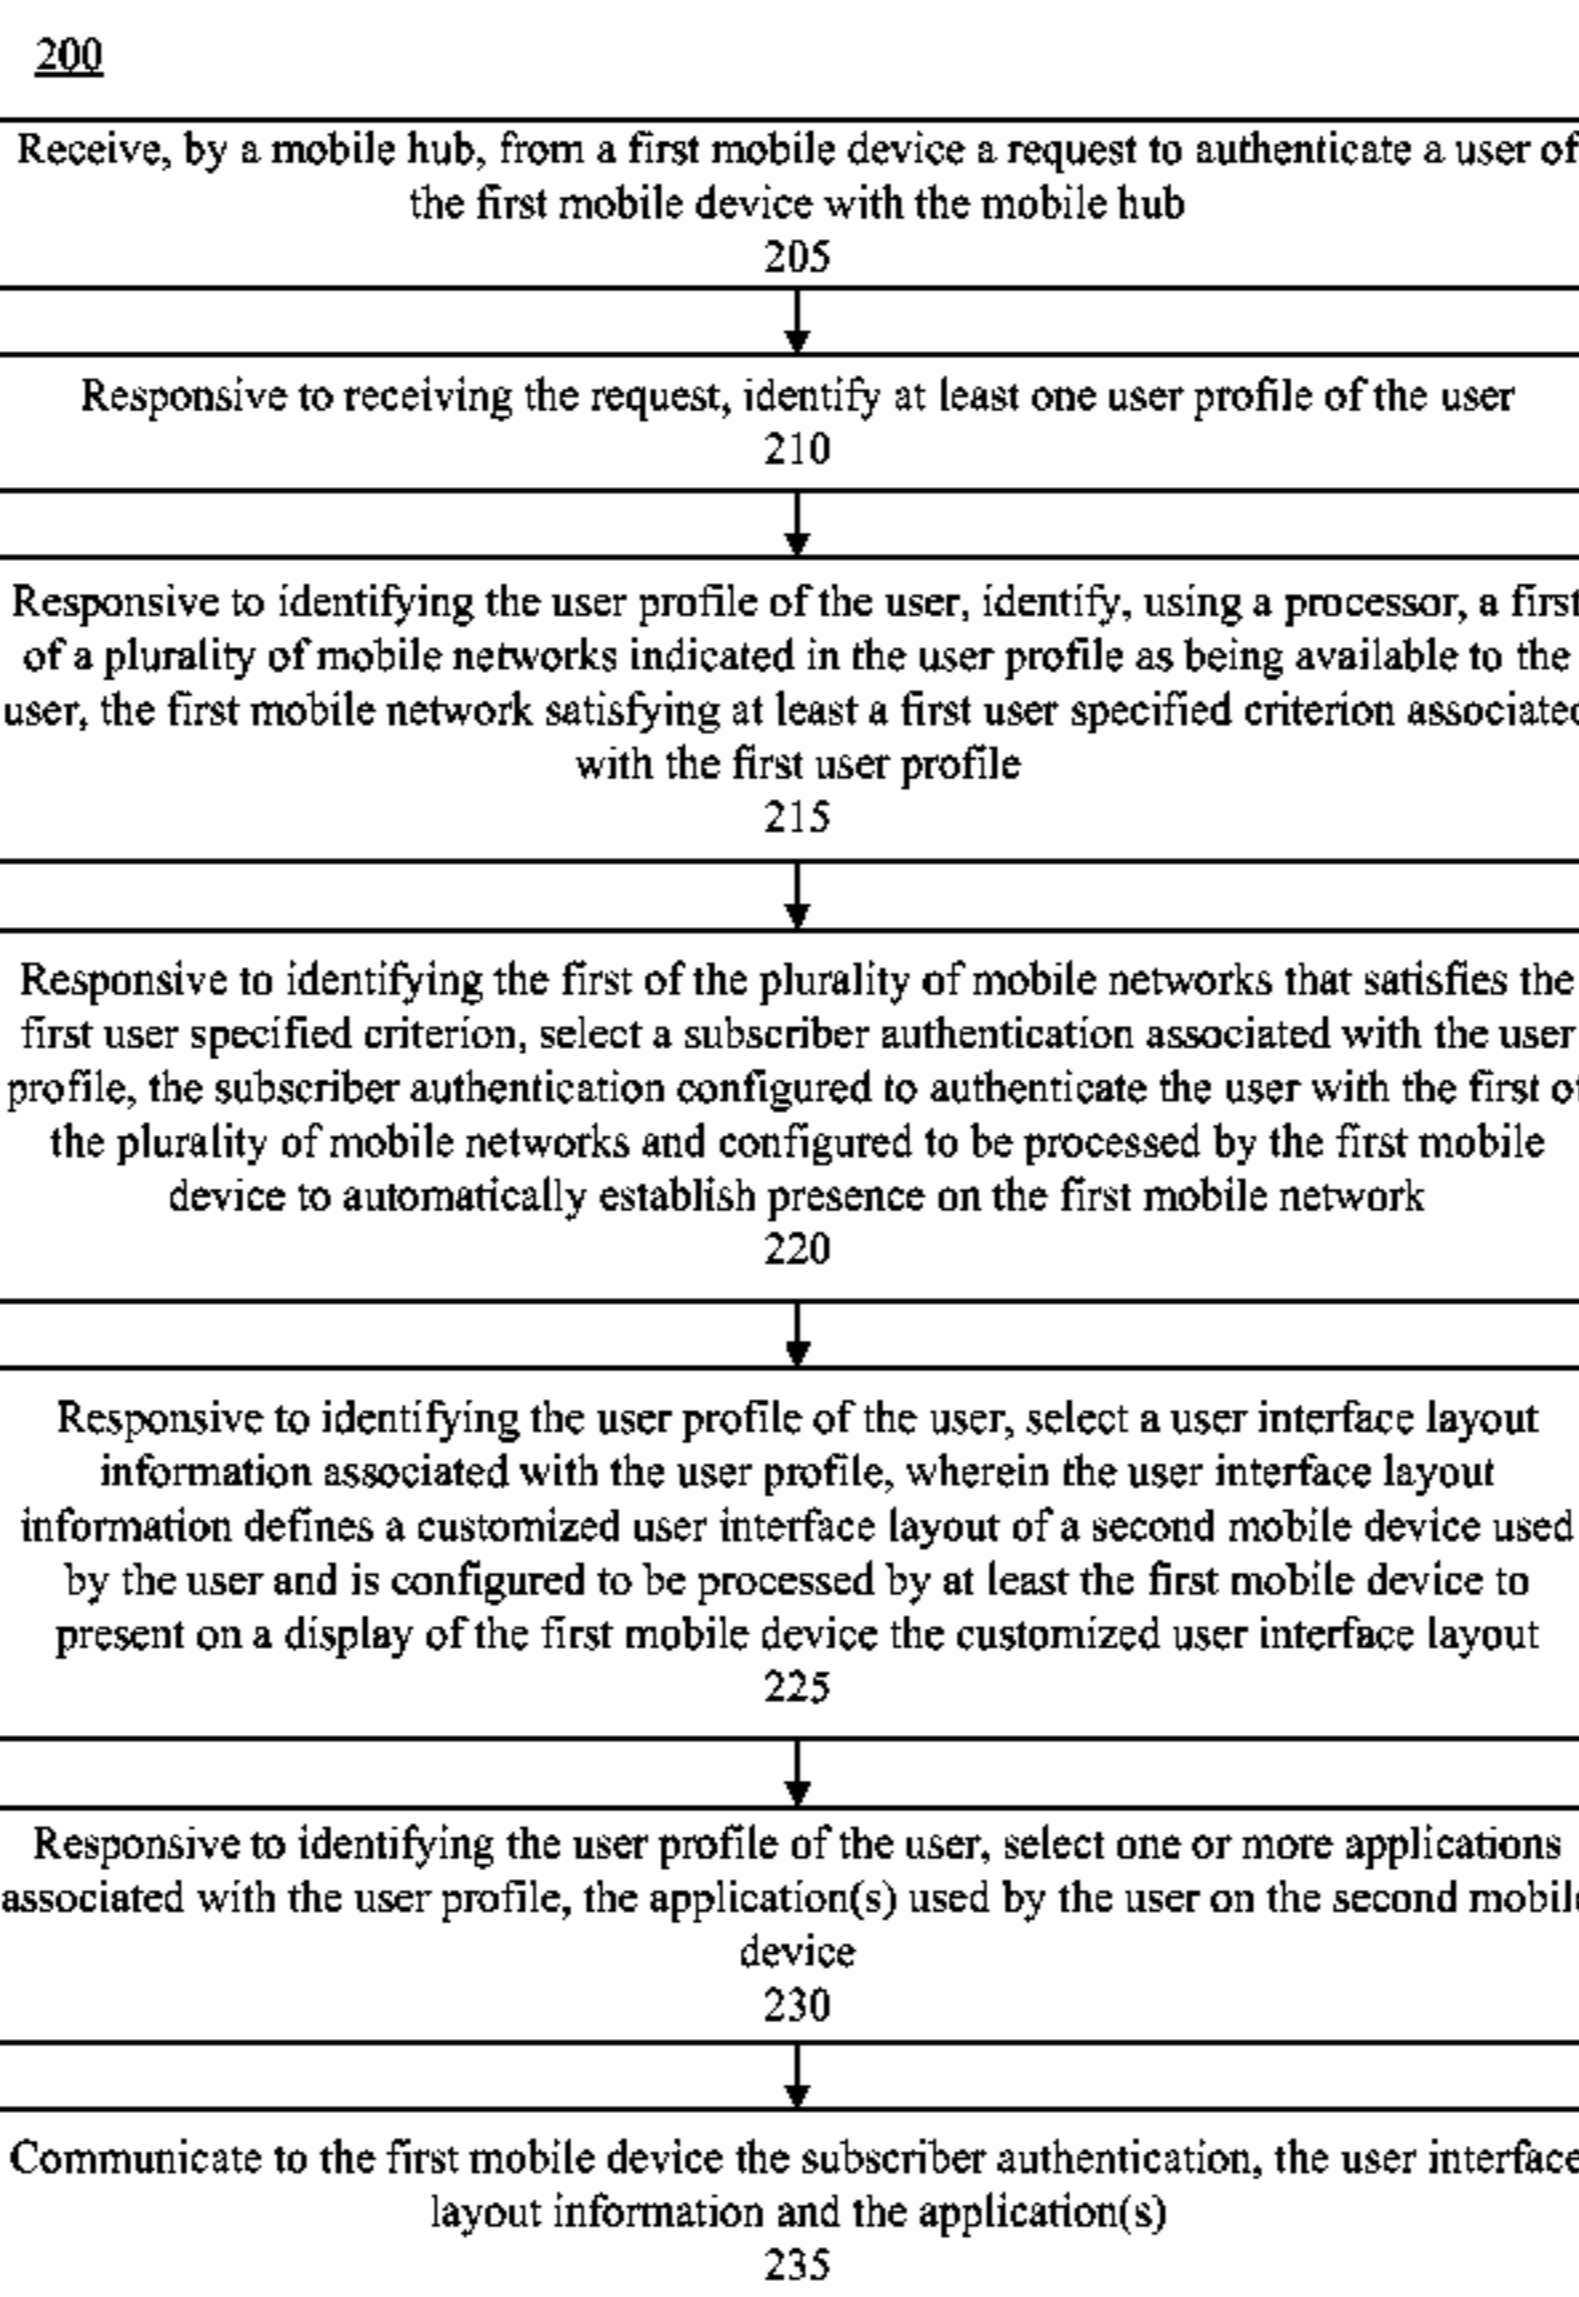 200
Receive, by a mobile hub, from a first mobile device a request to authenticate a user of
the first mobile device with the mobile hub
205
Responsive to receiving the request, identify at least one user profile of the user
210
Responsive to identifying the user profile of the user, identify, using a processor, a first
of a plurality of mobile networks indicated in the user profile as being available to the
user, the first mobile network satisfying at least a first user specified criterion associated
with the first user profile
215
Responsive to identifying the first of the plurality of mobile networks that satisfies the
first user specified criterion, select a subscriber authentication associated with the user
profile, the subscriber authentication configured to authenticate the user with the first of
the plurality of mobile networks and configured to be processed by the first mobile
device to automatically establish presence on the first mobile network
220
Responsive to identifying the user profile of the user, select a user interface layout
information associated with the user profile, wherein the user interface layout
information defines a customized user interface layout of a second mobile device used
by the user and is configured to be processed by at least the first mobile device to
present on a display of the first mobile device the customized user interface layout
225
Responsive to identifying the user profile of the user, select one or more applications
associated with the user profile, the application(s) used by the user on the second mobile
device
230
Communicate to the first mobile device the subscriber authentication, the user interface
layout information and the application(s)
235